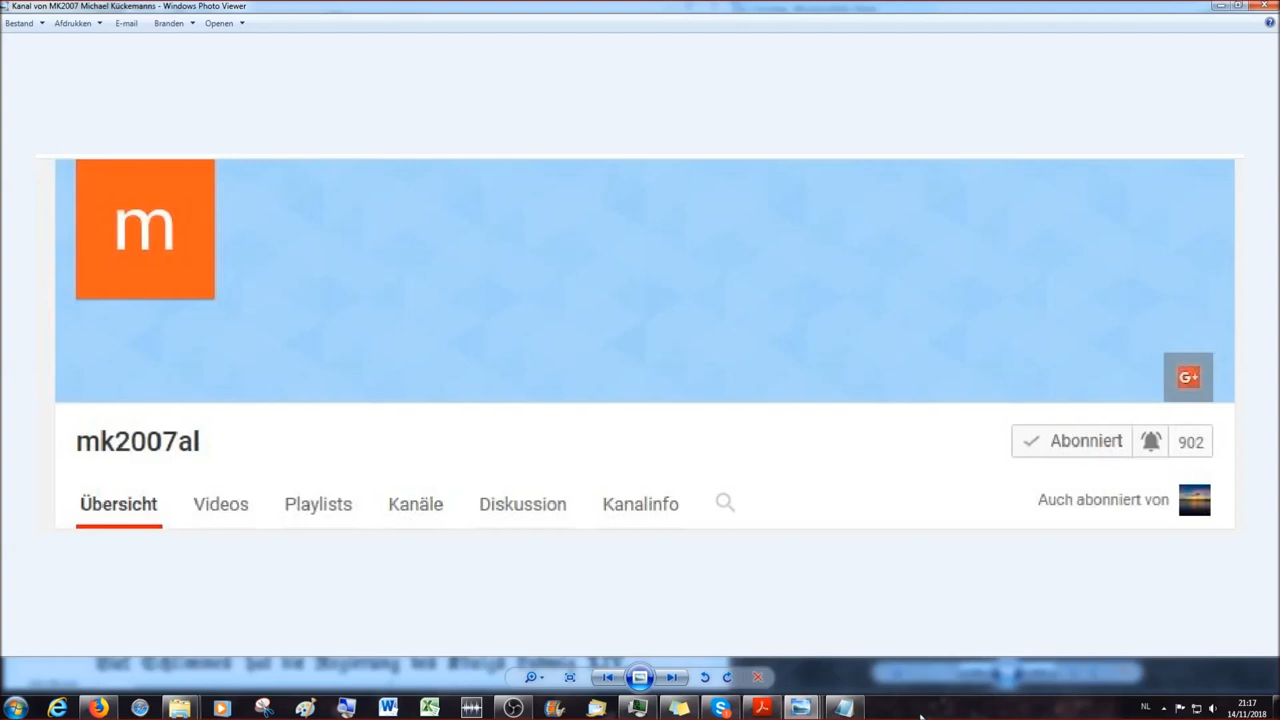 Kanal von MK2007 Michael Kückemanns - Windows Photo Viewer
Bestand Afdrukken E-mail Branden Openen
m
G+
mk2007al
Abonniert 902
Übersicht Videos Playlists Kanäle Diskussion Kanalinfo
Auch abonniert von
NL
21:17
14/11/2018